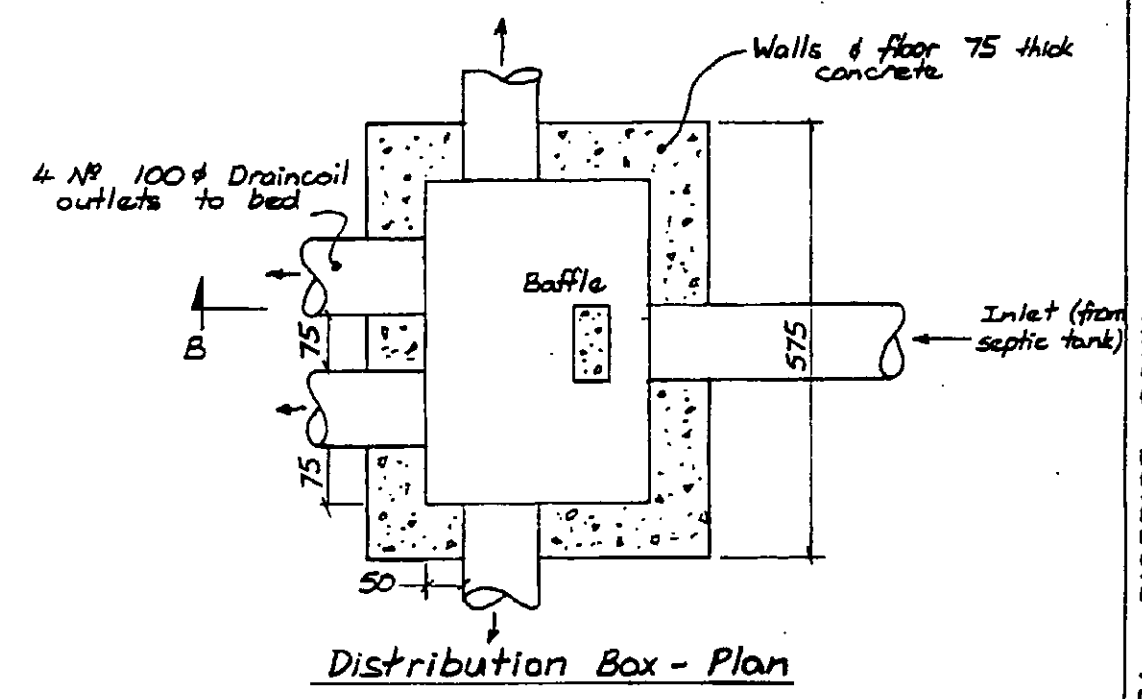 Walls & floor 75 thick
concrete
4 Nº 100ϕ Draincoil
outlets to bed
Baffle
Inlet (from
septic tank)
B
75
575
75
50
Distribution Box - Plan